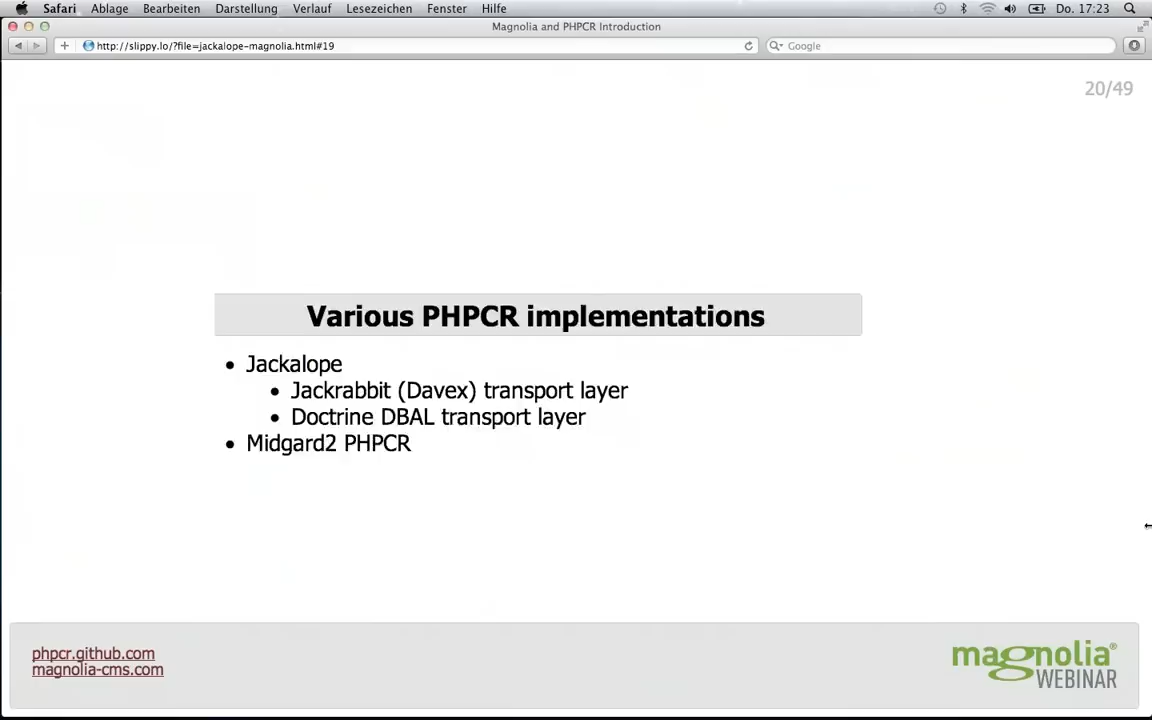 Safari Ablage Bearbeiten Darstellung Verlauf Lesezeichen Fenster Hilfe Do. 17:23
Magnolia and PHPCR Introduction
http://slippy.lo/?file=jackalope-magnolia.html#19 Google
20/49
Various PHPCR implementations
• Jackalope
• Jackrabbit (Davex) transport layer
• Doctrine DBAL transport layer
• Midgard2 PHPCR
phpcr.github.com
magnolia-cms.com
magnolia®
WEBINAR